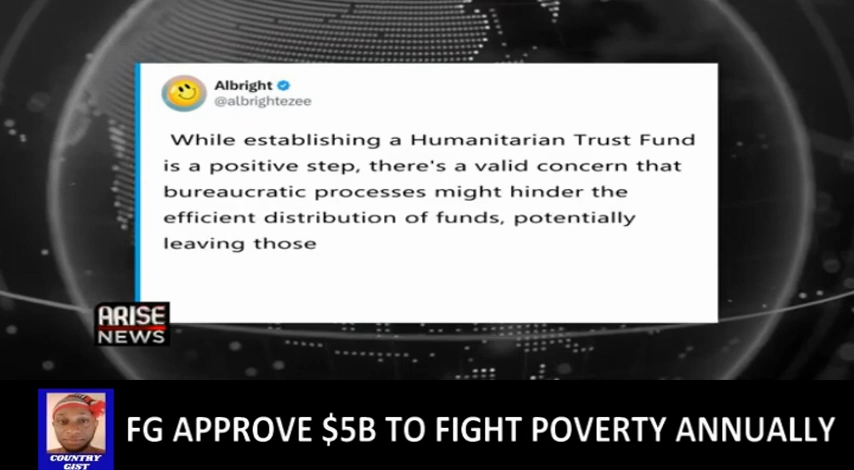 Albright
@albrightezee
While establishing a Humanitarian Trust Fund
is a positive step, there's a valid concern that
bureaucratic processes might hinder the
efficient distribution of funds, potentially
leaving those
ARISE
NEWS
COUNTRY
GIST
FG APPROVE $5B TO FIGHT POVERTY ANNUALLY